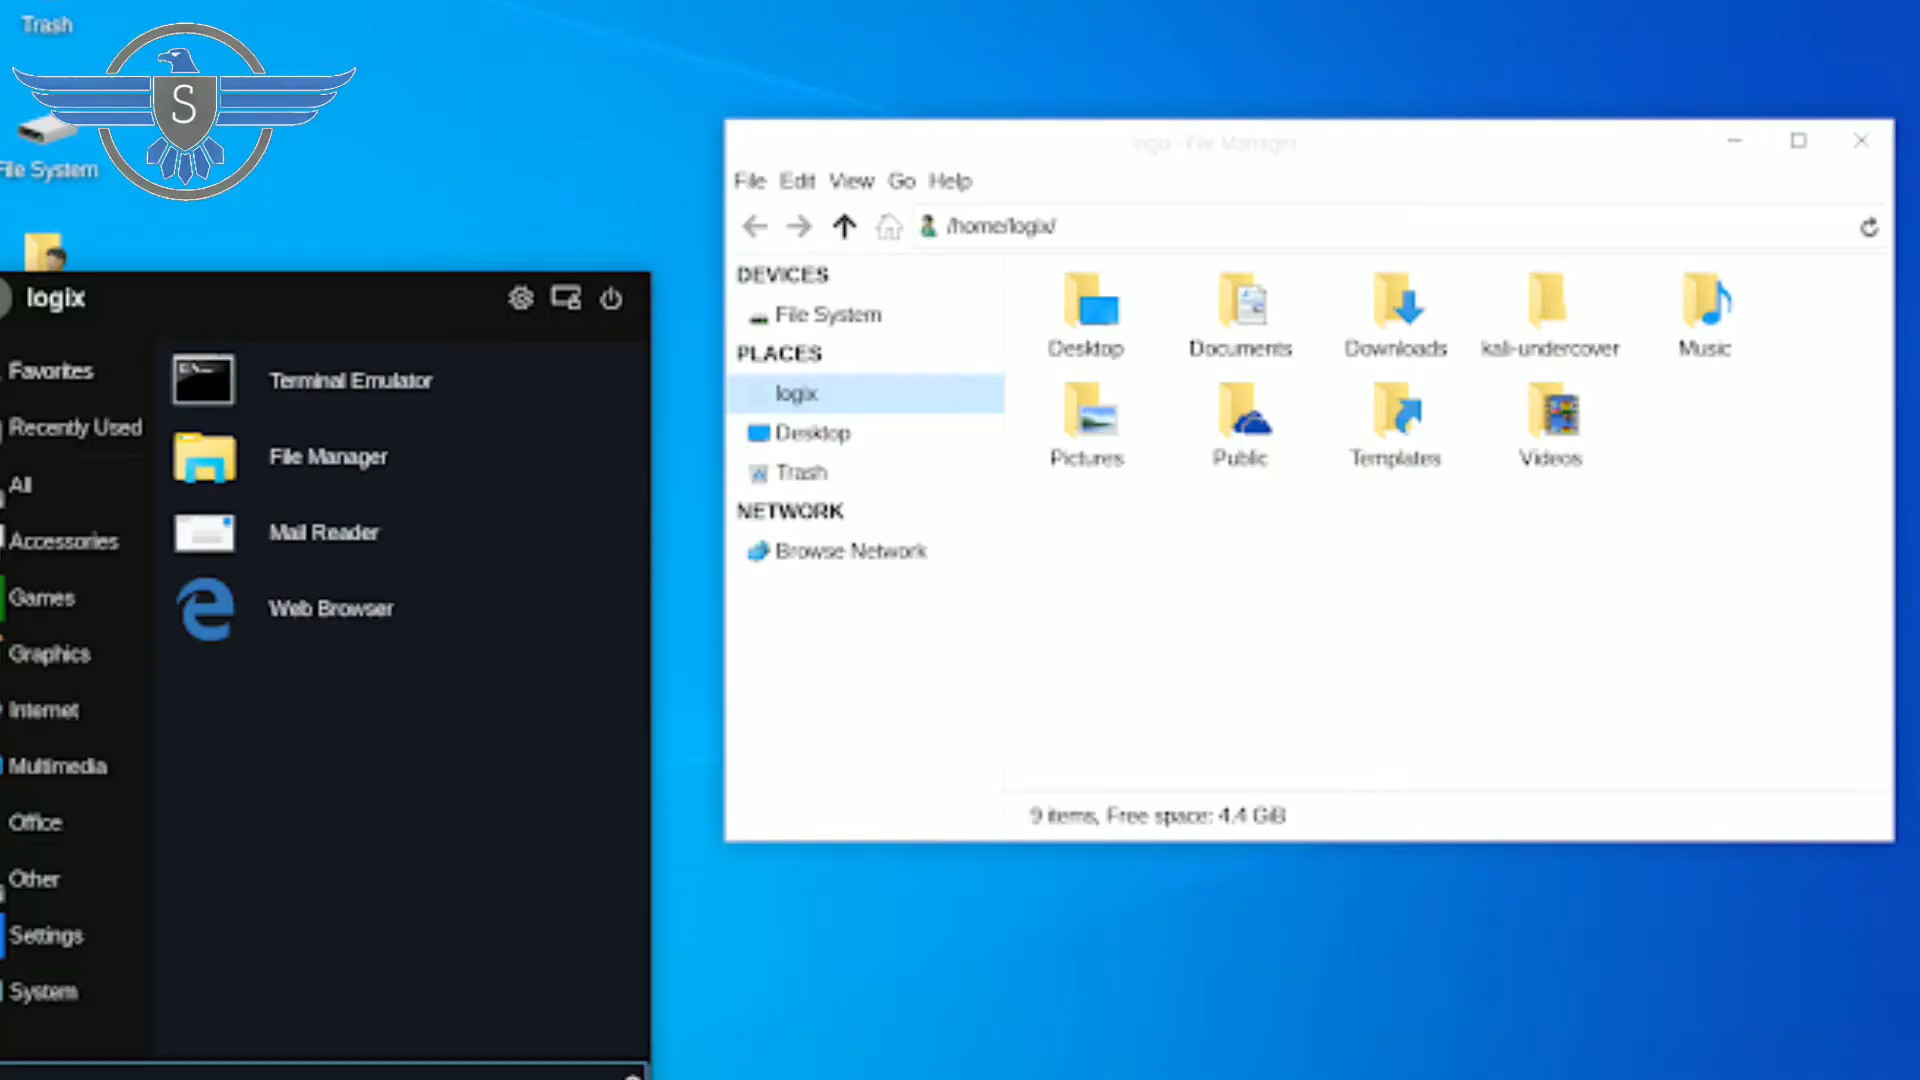 Trash
S
File System
logix
Favorites
Recently Used
All
Accessories
Games
Graphics
Internet
Multimedia
Office
Other
Settings
System
Terminal Emulator
File Manager
Mail Reader
Web Browser
logix - File Manager
File Edit View Go Help
/home/logix/
DEVICES
File System
PLACES
logix
Desktop
Trash
NETWORK
Browse Network
Desktop Documents Downloads kali-undercover Music
Pictures Public Templates Videos
9 items, Free space: 4.4 GiB